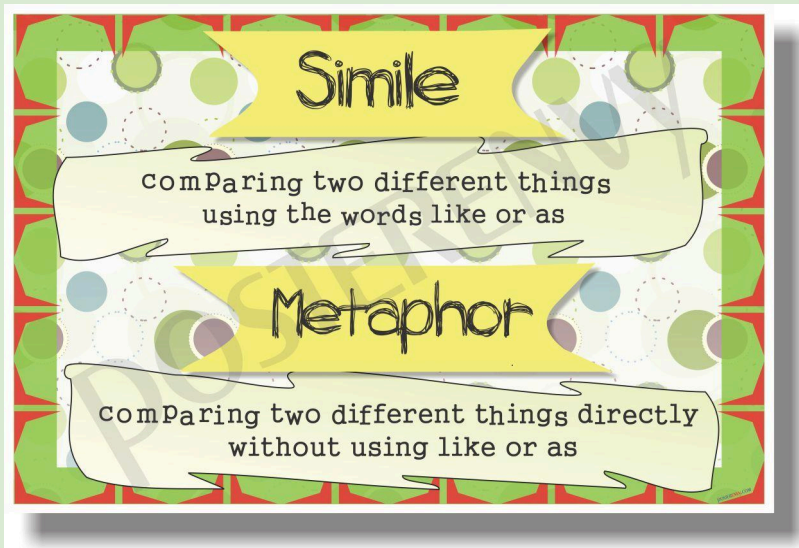 Simile
comparing two different things
using the words like or as
Metaphor
comparing two different things directly
without using like or as
POSTERENVY